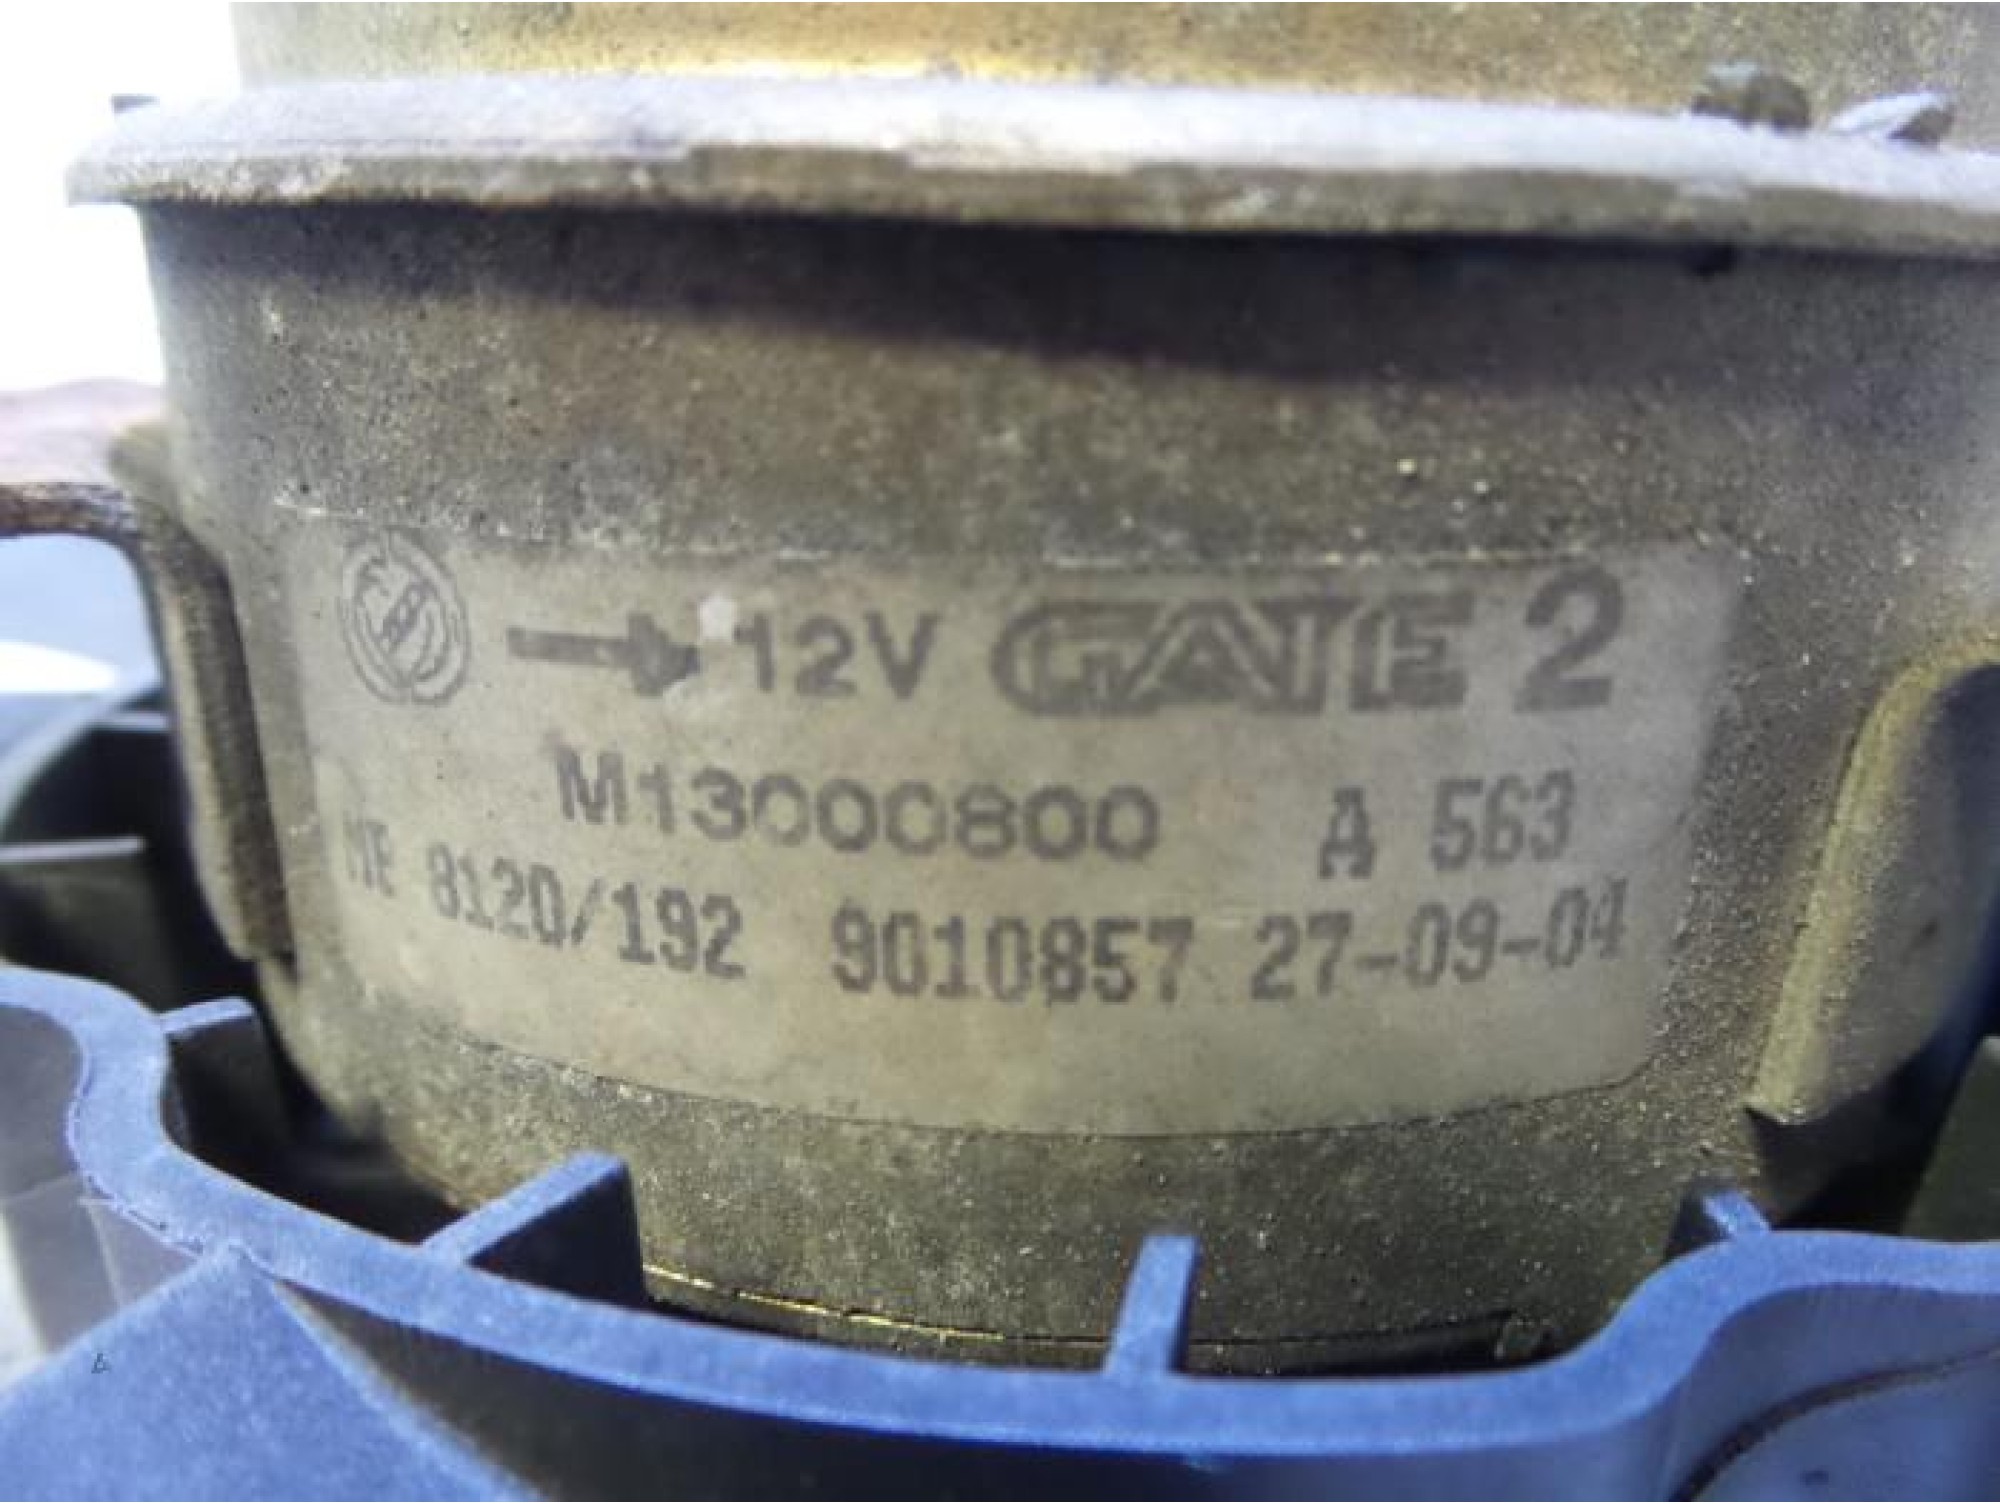 12V GATE 2
M13000800 A 563
8120/192 9010857 27-09-04